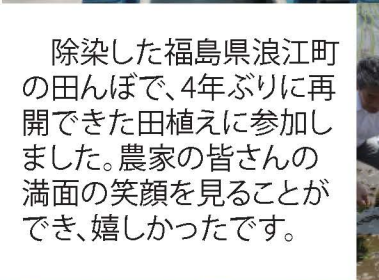 除染した福島県浪江町
の田んぼで、4年ぶりに再
開できた田植えに参加し
ました。農家の皆さんの
満面の笑顔を見ることが
でき、嬉しかったです。